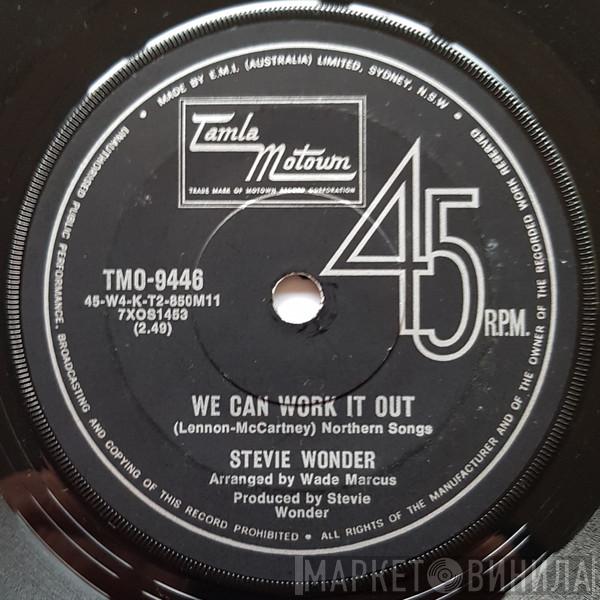 MADE BY E.M.I. (AUSTRALIA) LIMITED, SYDNEY, N.S.W •
ALL RIGHTS OF THE MANUFACTURER AND OF THE OWNER OF THE RECORDED WORK RESERVED
UNAUTHORISED PUBLIC PERFORMANCE, BROADCASTING AND COPYING OF THIS RECORD PROHIBITED •
Tamla
Motown
TRADE MARK OF MOTOWN RECORD CORPORATION
45
R.P.M.
TMO-9446
45-W4-K-T2-850M11
7XOS1453
(2.49)
WE CAN WORK IT OUT
(Lennon-McCartney) Northern Songs
STEVIE WONDER
Arranged by Wade Marcus
Produced by Stevie
Wonder
МАРКЕТ ВИНИЛА